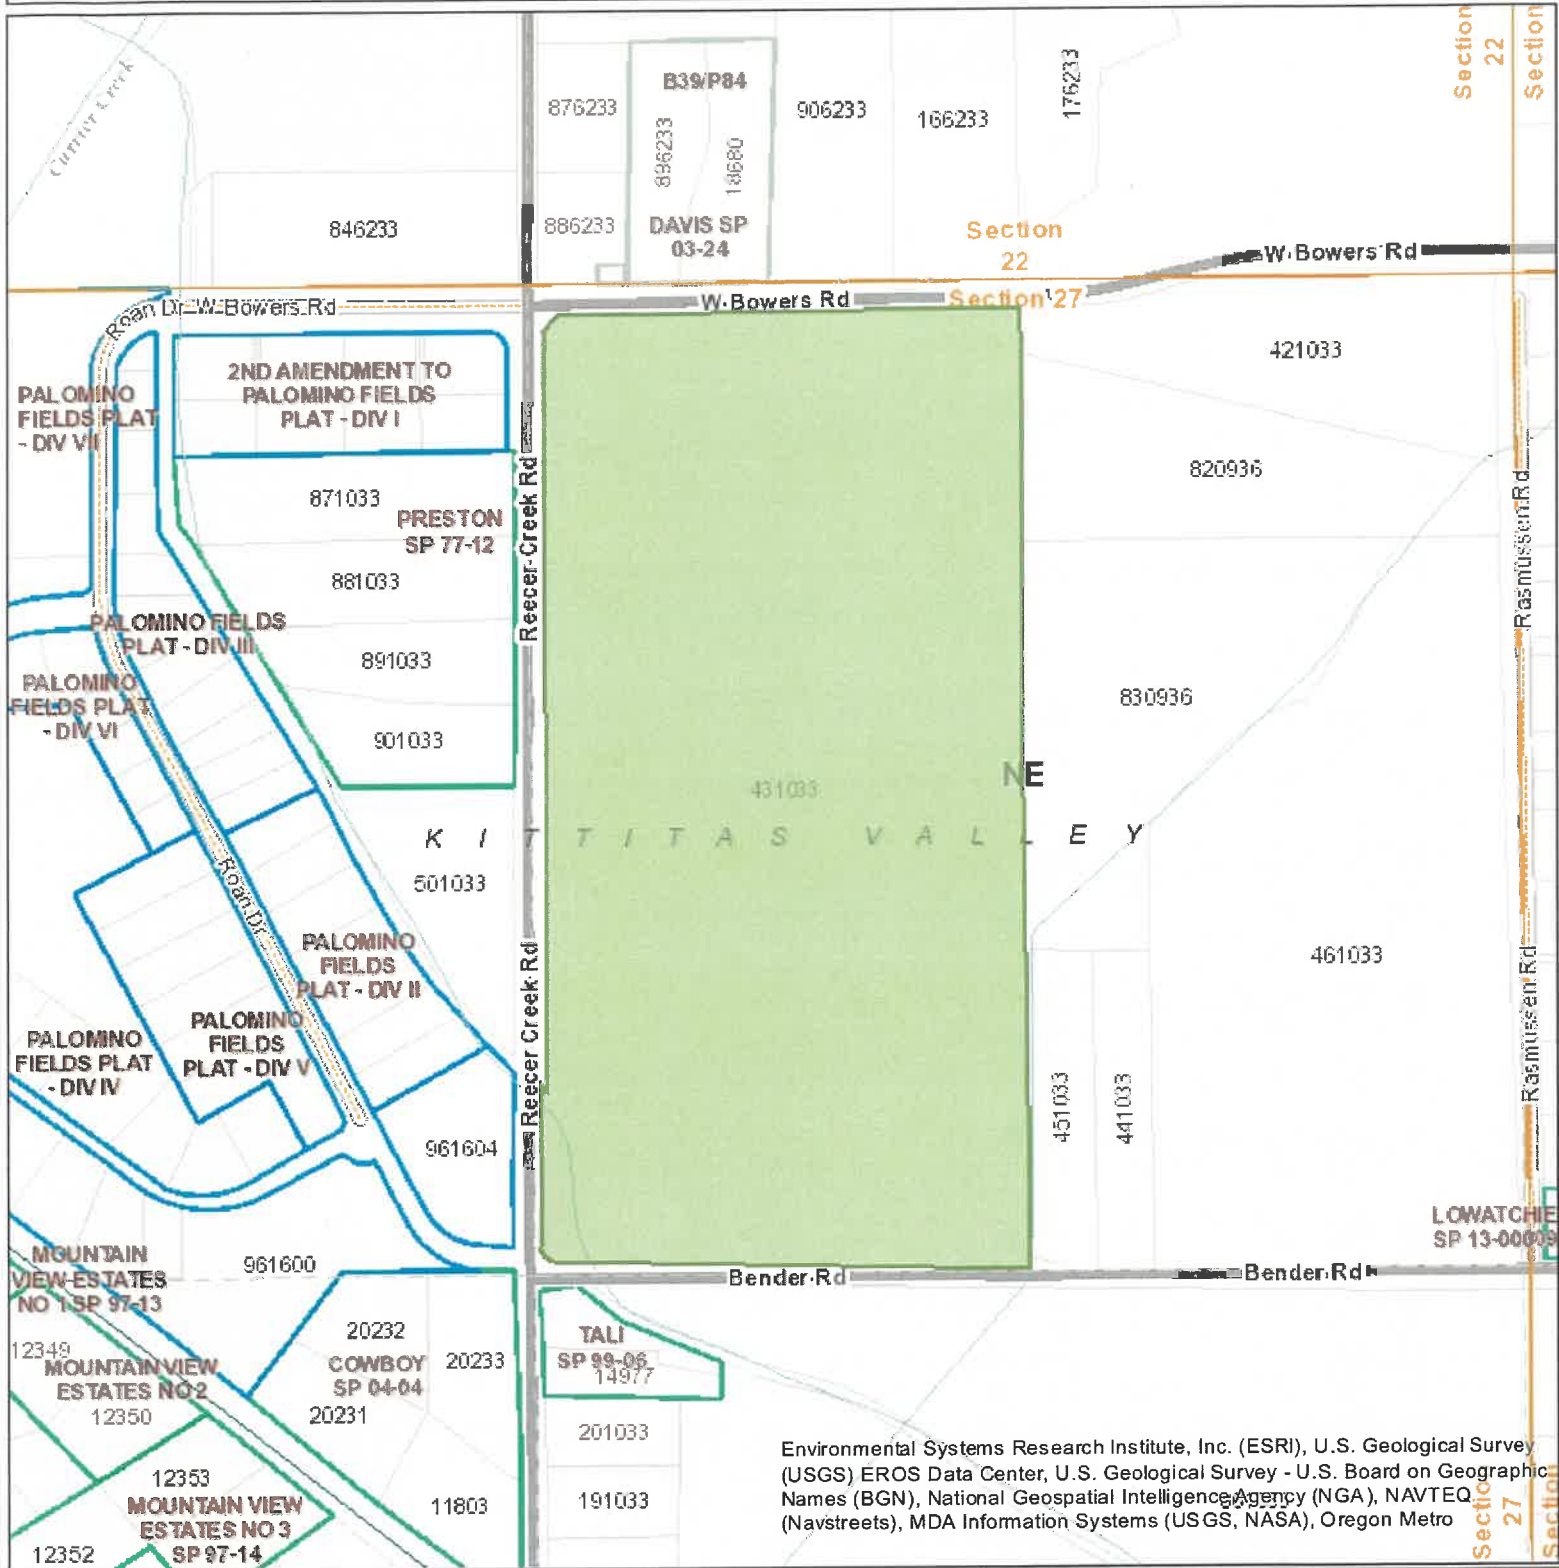 Section
22
Section
Currier Creek
876233
B39/P84
896233
18680
906233
166233
176233
846233
886233
DAVIS SP
03-24
Section
22
W Bowers Rd
Roan Dr
W Bowers Rd
W Bowers Rd
Section 27
PALOMINO
FIELDS PLAT
- DIV VII
2ND AMENDMENT TO
PALOMINO FIELDS
PLAT - DIV I
421033
871033
PRESTON
SP 77-12
Reecer Creek Rd
820936
Rasmussen Rd
881033
PALOMINO FIELDS
PLAT - DIV III
891033
PALOMINO
FIELDS PLAT
- DIV VI
901033
830936
431033
NE
KITTITAS VALLEY
501033
Roan Dr
PALOMINO
FIELDS
PLAT - DIV II
Reecer Creek Rd
461033
Rasmussen Rd
PALOMINO
FIELDS PLAT
- DIV IV
PALOMINO
FIELDS
PLAT - DIV V
451033
441033
961604
LOWATCHIE
SP 13-00009
MOUNTAIN
VIEW ESTATES
NO 1 SP 97-13
961600
Bender Rd
Bender Rd
12349
MOUNTAIN VIEW
ESTATES NO 2
12350
20232
COWBOY
SP 04-04
20233
20231
TALI
SP 99-06
14977
201033
191033
12353
MOUNTAIN VIEW
ESTATES NO 3
SP 97-14
12352
11803
Environmental Systems Research Institute, Inc. (ESRI), U.S. Geological Survey
(USGS) EROS Data Center, U.S. Geological Survey - U.S. Board on Geographic
Names (BGN), National Geospatial Intelligence Agency (NGA), NAVTEQ
(Navstreets), MDA Information Systems (USGS, NASA), Oregon Metro
Section
27
Section